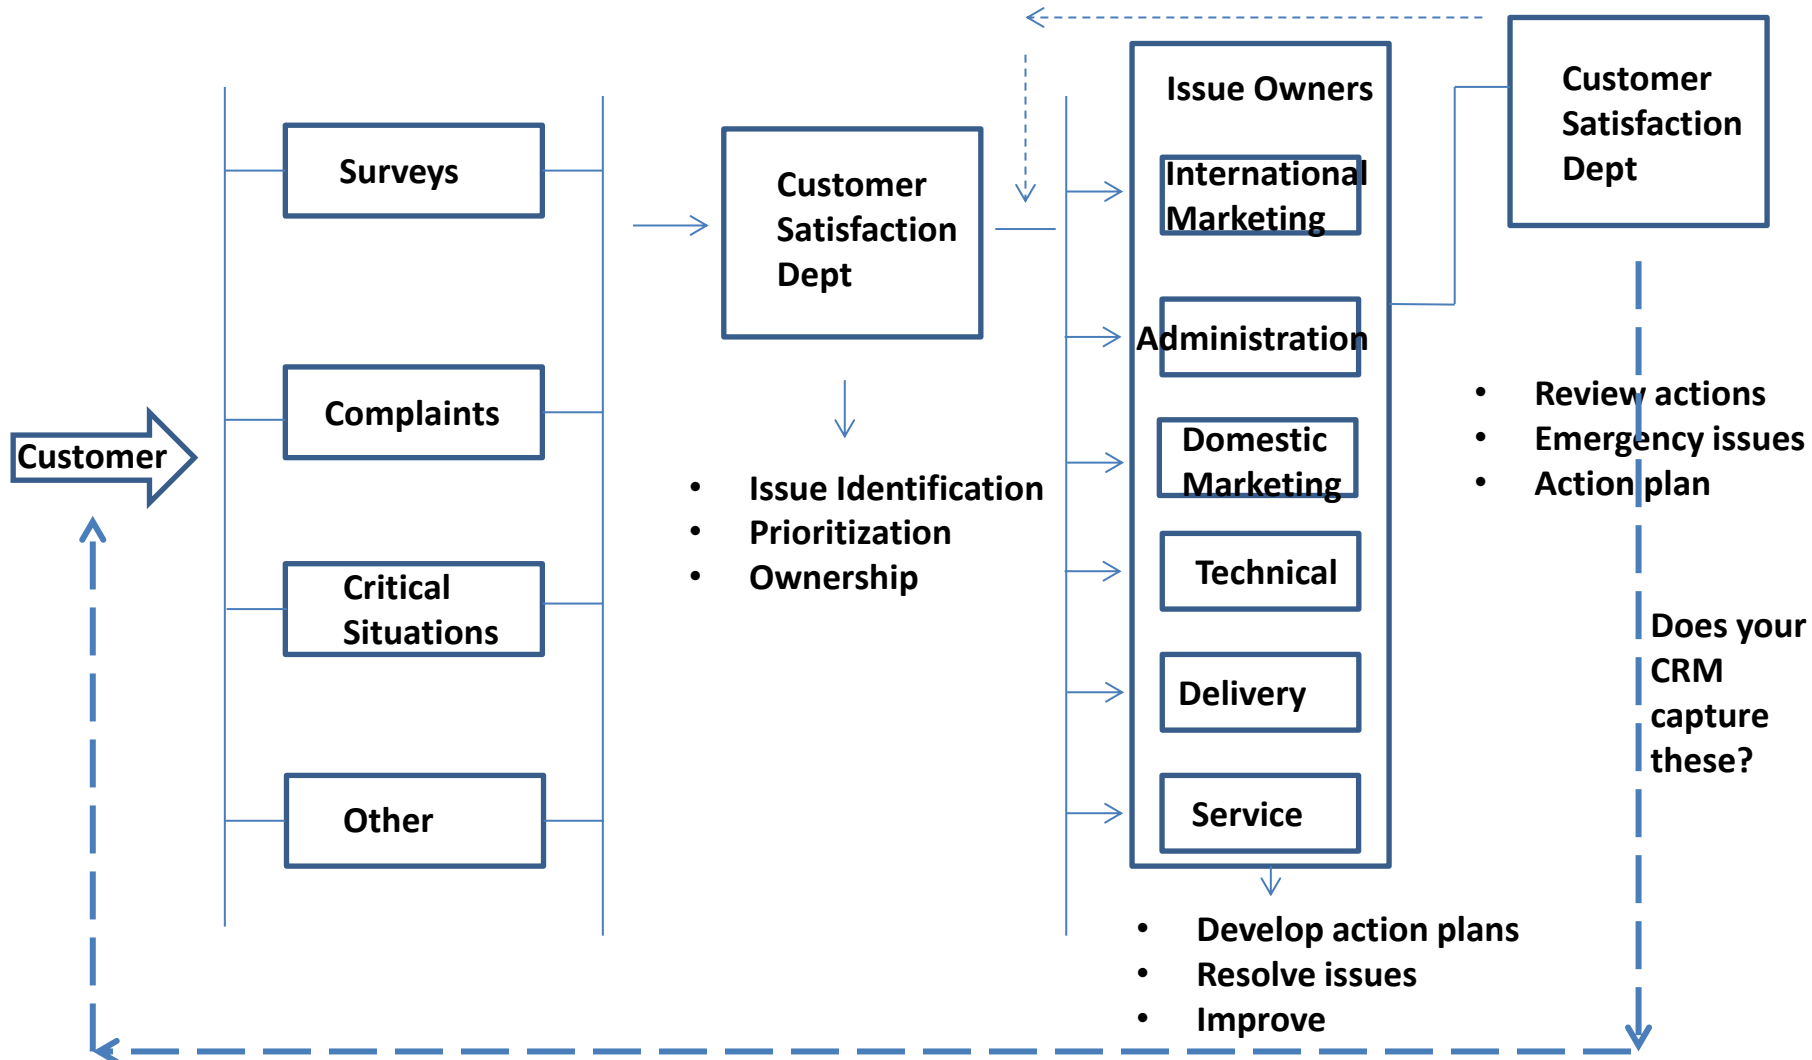 Customer
Surveys
Complaints
Critical
Situations
Other
Customer
Satisfaction
Dept
• Issue Identification
• Prioritization
• Ownership
Issue Owners
International
Marketing
Administration
Domestic
Marketing
Technical
Delivery
Service
• Develop action plans
• Resolve issues
• Improve
Customer
Satisfaction
Dept
• Review actions
• Emergency issues
• Action plan
Does your
CRM
capture
these?